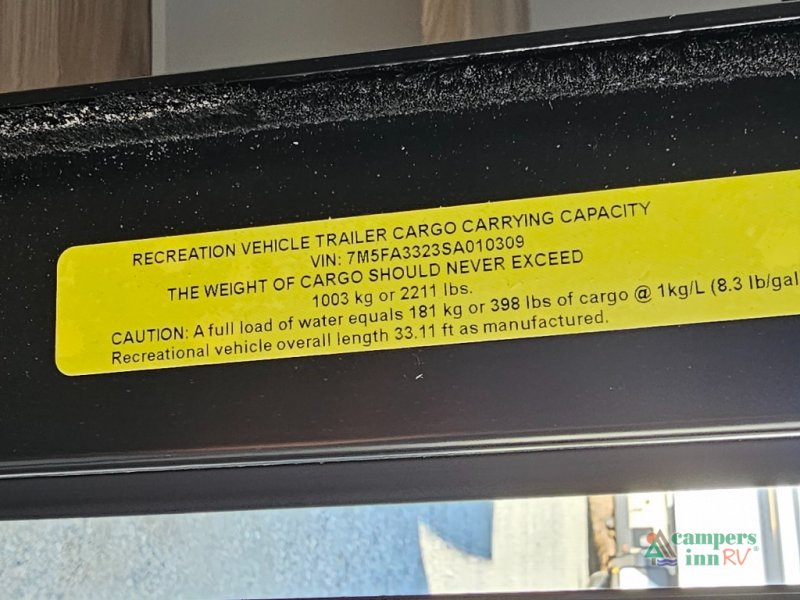 RECREATION VEHICLE TRAILER CARGO CARRYING CAPACITY
VIN: 7M5FA3323SA010309
THE WEIGHT OF CARGO SHOULD NEVER EXCEED
1003 kg or 2211 lbs.
CAUTION: A full load of water equals 181 kg or 398 lbs of cargo @ 1kg/L (8.3 lb/gal
Recreational vehicle overall length 33.11 ft as manufactured.
campers
inn RV®